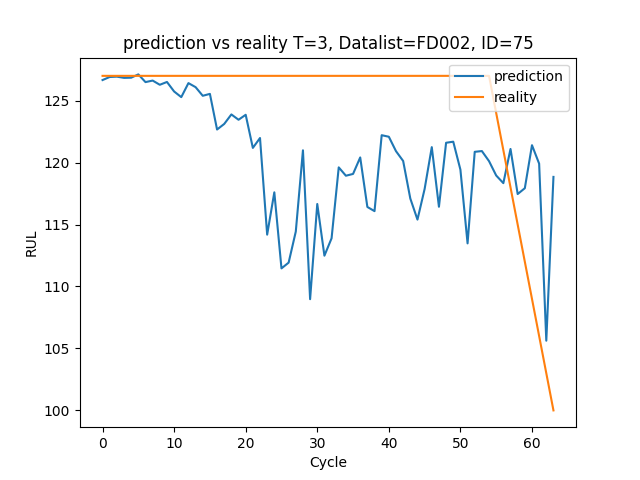 prediction vs reality T=3, Datalist=FD002, ID=75
prediction
reality
RUL
125
120
115
110
105
100
0 10 20 30 40 50 60
Cycle